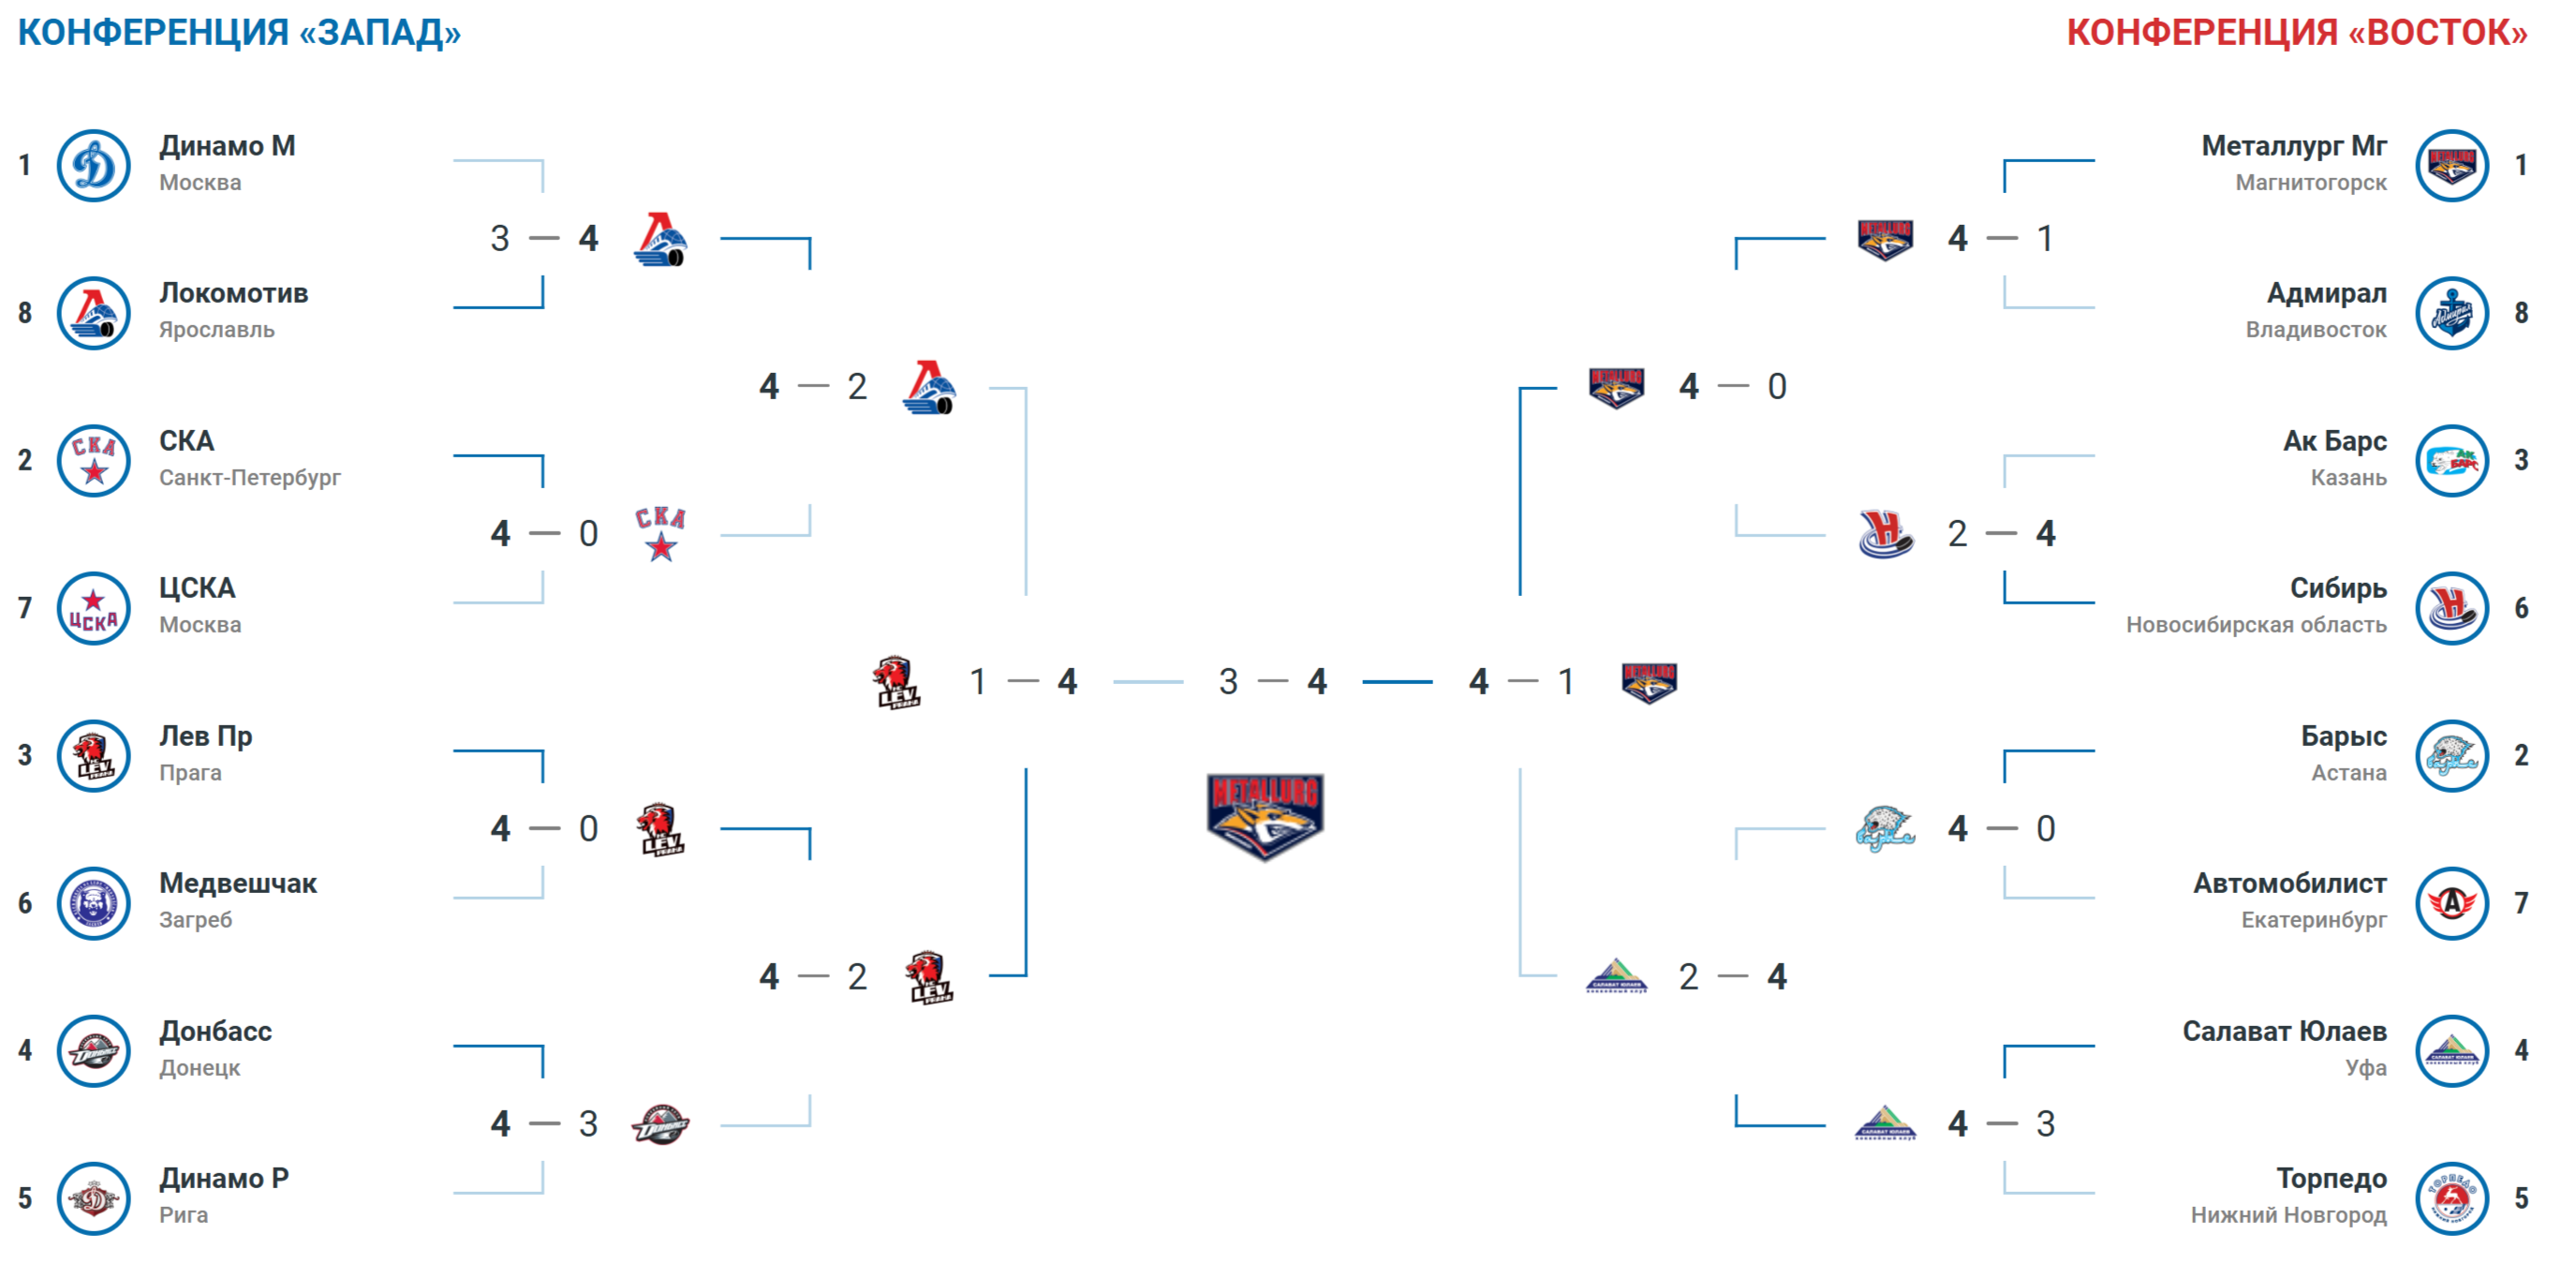 КОНФЕРЕНЦИЯ «ЗАПАД»
КОНФЕРЕНЦИЯ «ВОСТОК»
1 Динамо М
Москва
3 — 4
8 Локомотив
Ярославль
4 — 2
2 СКА
Санкт-Петербург
4 — 0
7 ЦСКА
Москва
1 — 4
3 — 4
4 — 1
3 Лев Пр
Прага
4 — 0
6 Медвешчак
Загреб
4 — 2
4 Донбасс
Донецк
4 — 3
5 Динамо Р
Рига
Металлург Мг 1
Магнитогорск
4 — 1
Адмирал 8
Владивосток
4 — 0
Ак Барс 3
Казань
2 — 4
Сибирь 6
Новосибирская область
Барыс 2
Астана
4 — 0
Автомобилист 7
Екатеринбург
2 — 4
Салават Юлаев 4
Уфа
4 — 3
Торпедо 5
Нижний Новгород
METALLURG